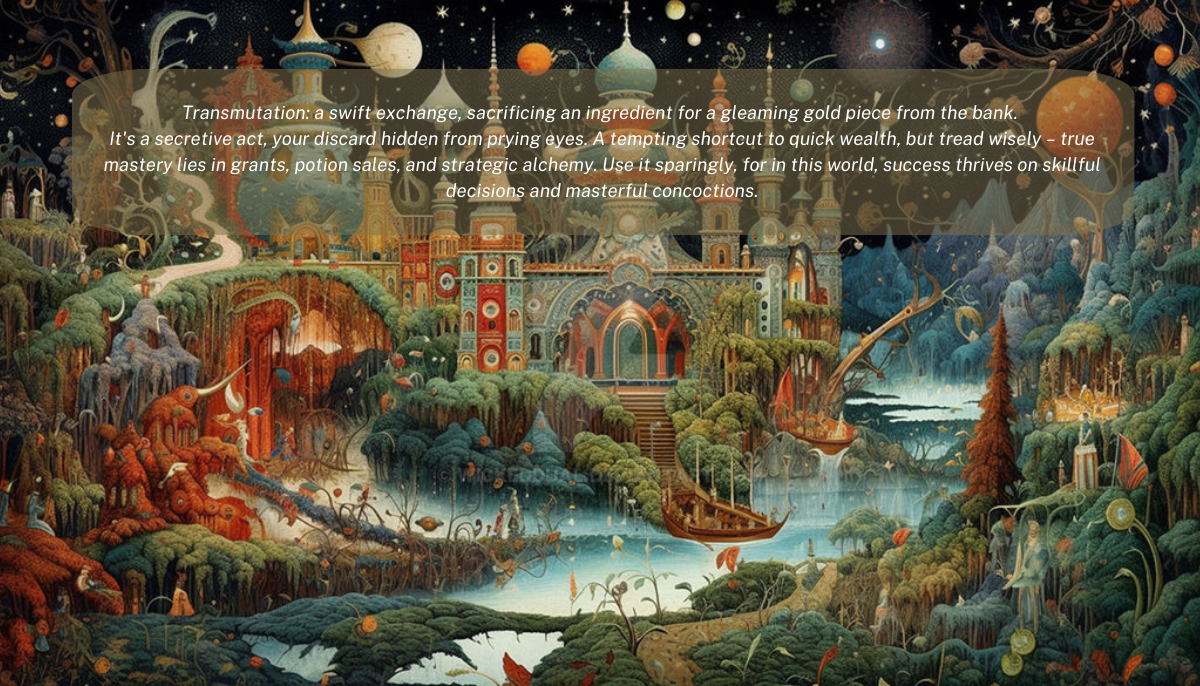 Transmutation: a swift exchange, sacrificing an ingredient for a gleaming gold piece from the bank.
It's a secretive act, your discard hidden from prying eyes. A tempting shortcut to quick wealth, but tread wisely – true
mastery lies in grants, potion sales, and strategic alchemy. Use it sparingly, for in this world, success thrives on skillful
decisions and masterful concoctions.